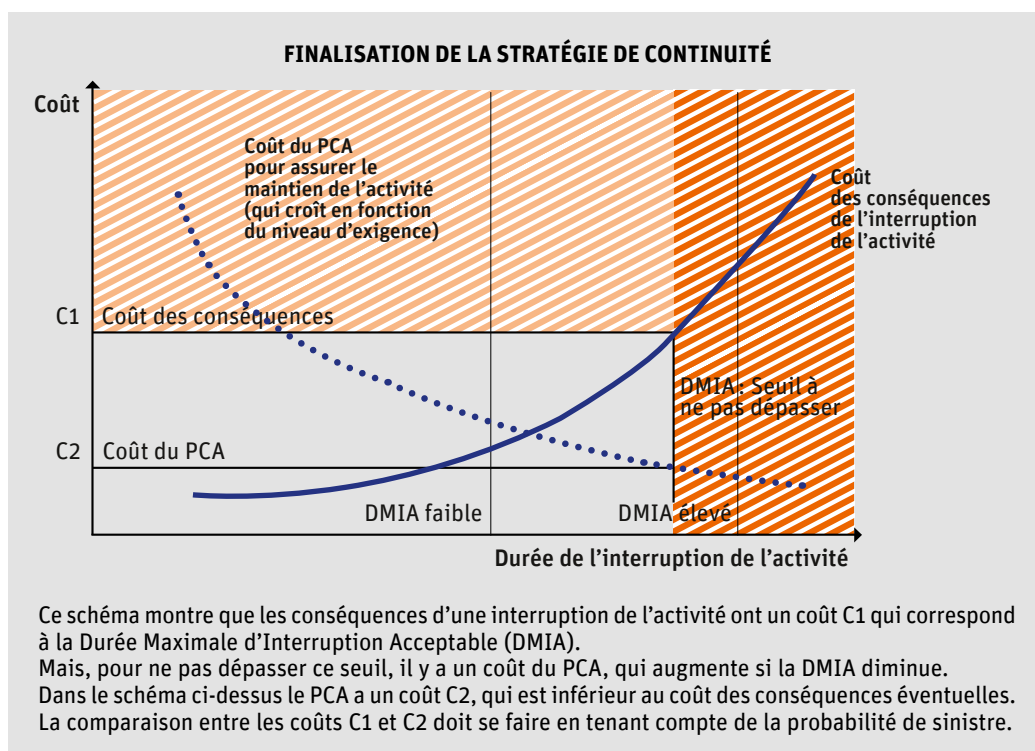 FINALISATION DE LA STRATÉGIE DE CONTINUITÉ
Coût
Coût du PCA
pour assurer le
maintien de l’activité
(qui croît en fonction
du niveau d’exigence)
Coût
des conséquences
de l’interruption
de l’activité
C1
Coût des conséquences
DMIA : Seuil à
ne pas dépasser
C2
Coût du PCA
DMIA faible
DMIA élevé
Durée de l’interruption de l’activité
Ce schéma montre que les conséquences d’une interruption de l’activité ont un coût C1 qui correspond
à la Durée Maximale d’Interruption Acceptable (DMIA).
Mais, pour ne pas dépasser ce seuil, il y a un coût du PCA, qui augmente si la DMIA diminue.
Dans le schéma ci-dessus le PCA a un coût C2, qui est inférieur au coût des conséquences éventuelles.
La comparaison entre les coûts C1 et C2 doit se faire en tenant compte de la probabilité de sinistre.